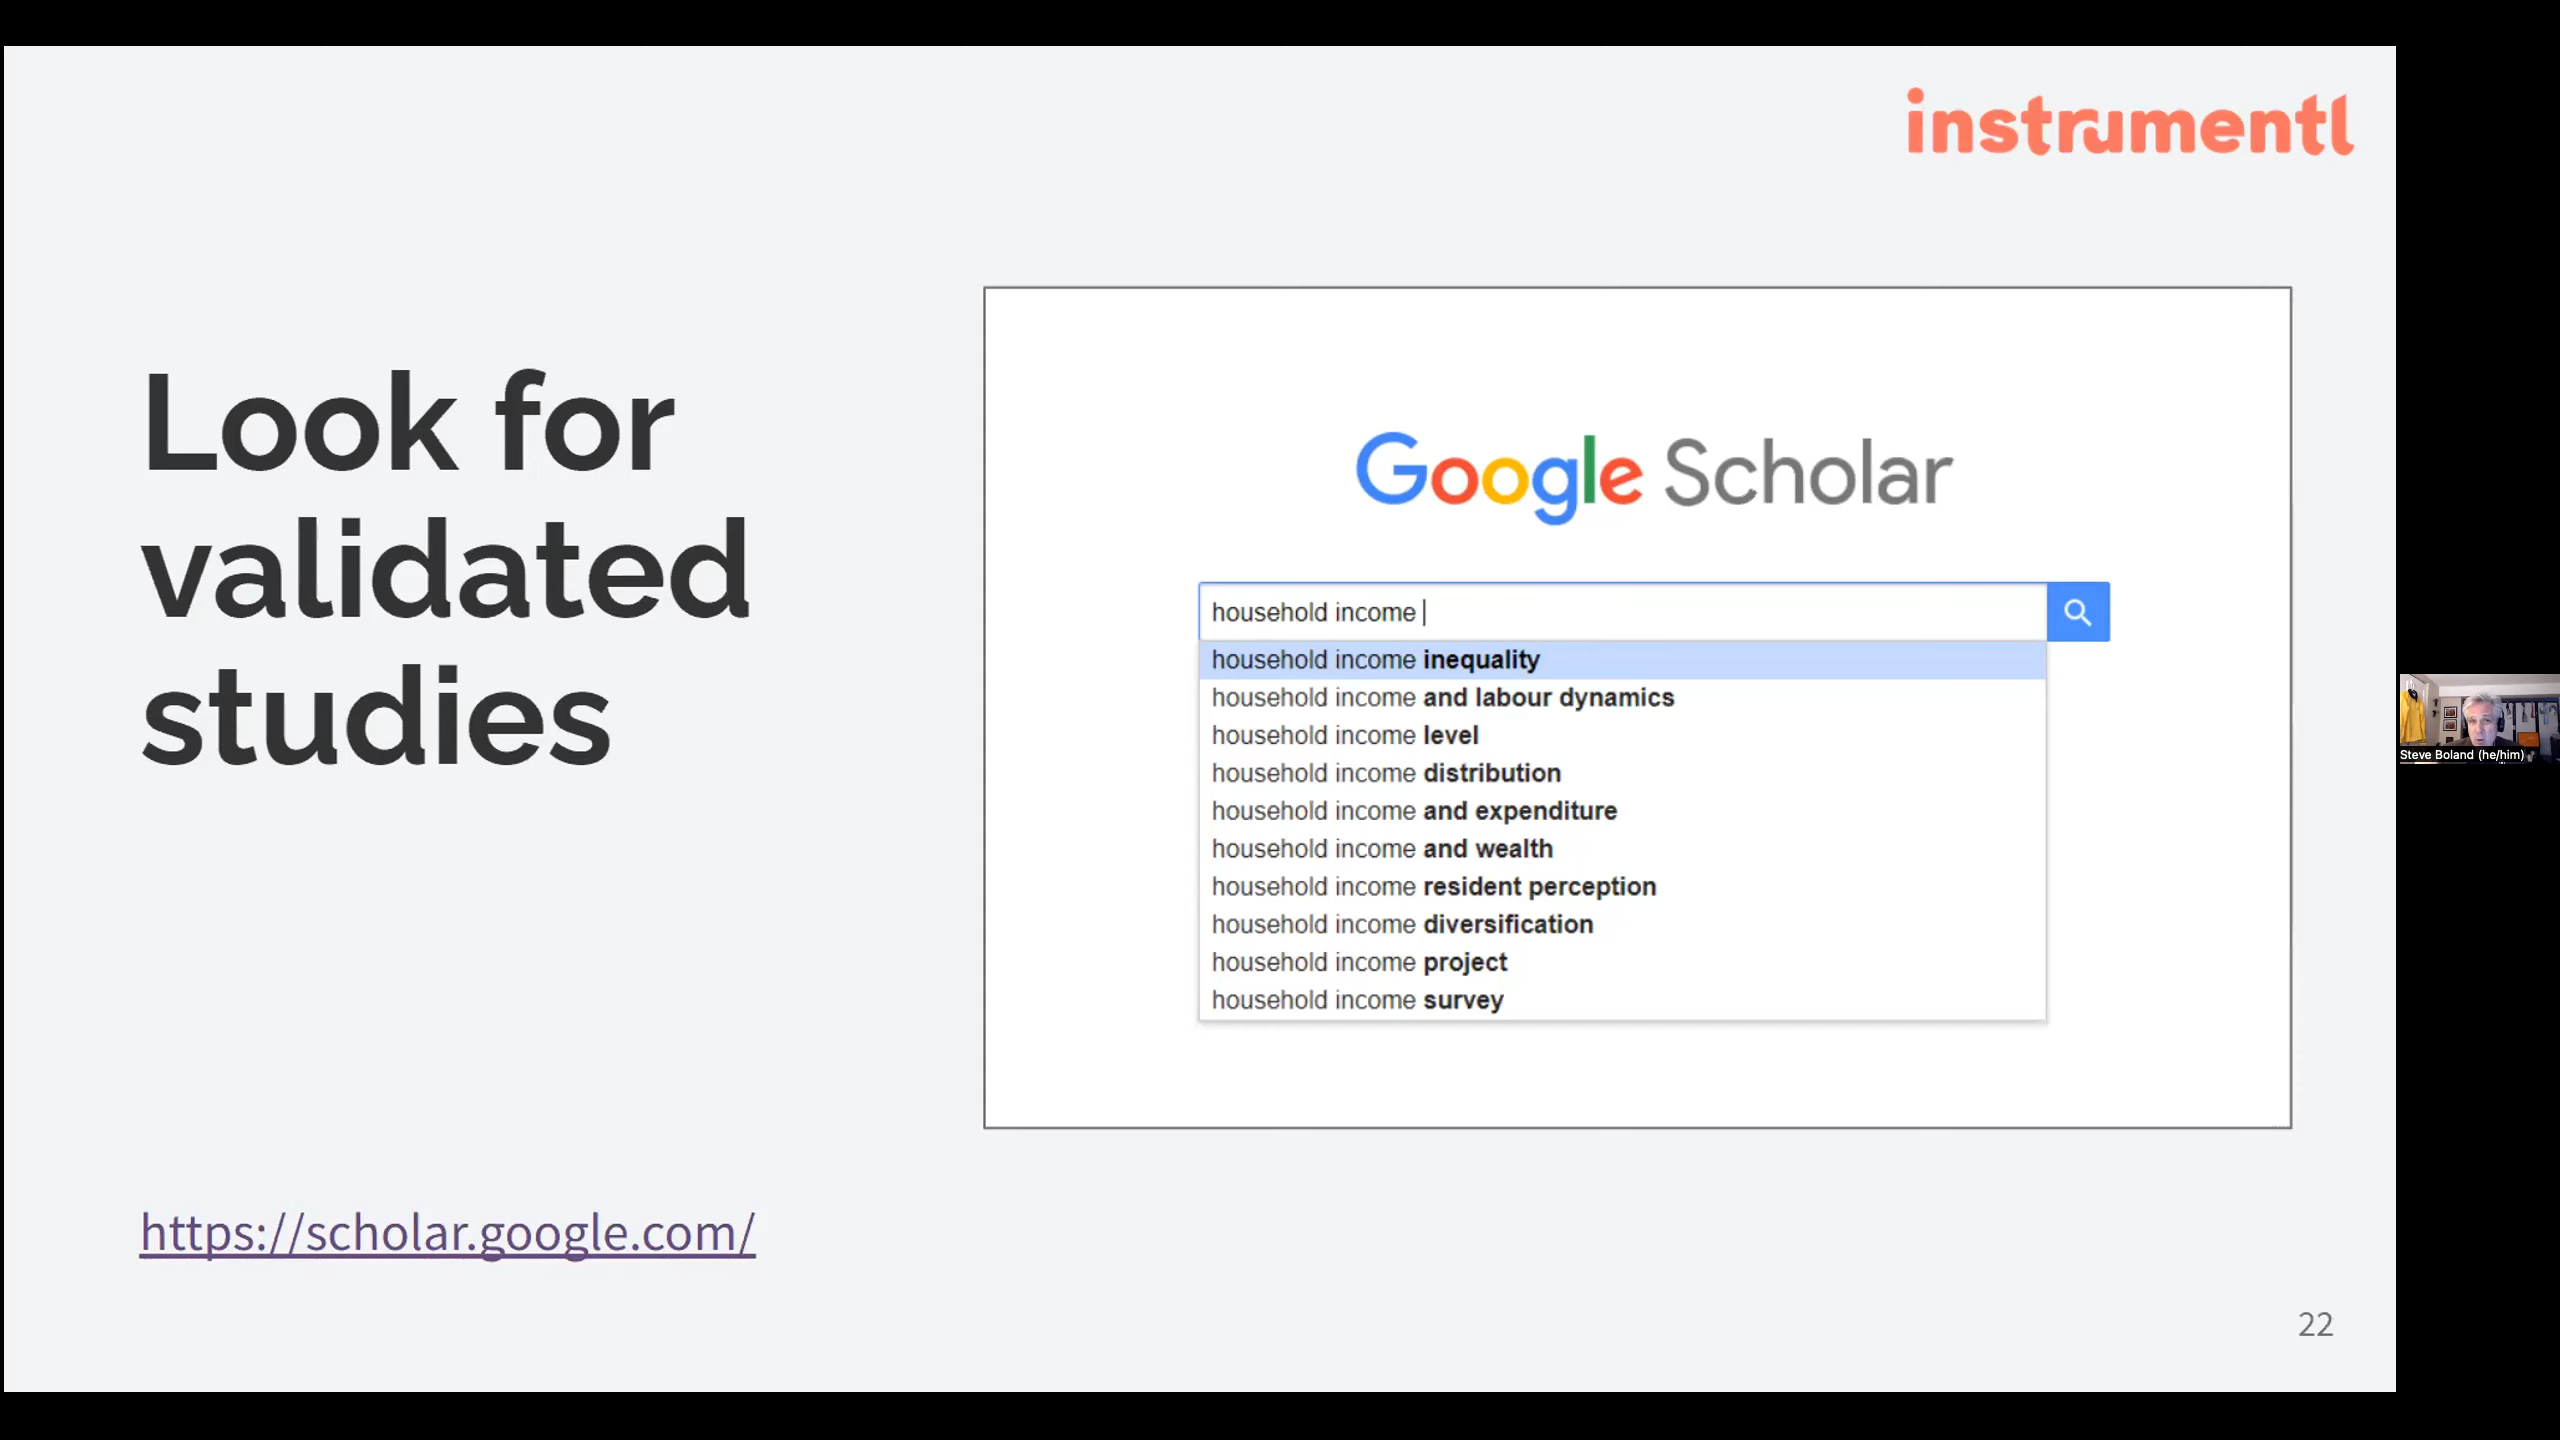 instrumentl
Look for
validated
studies
Google Scholar
household income
household income inequality
household income and labour dynamics
household income level
household income distribution
household income and expenditure
household income and wealth
household income resident perception
household income diversification
household income project
household income survey
Steve Boland (he/him)
https://scholar.google.com/
22